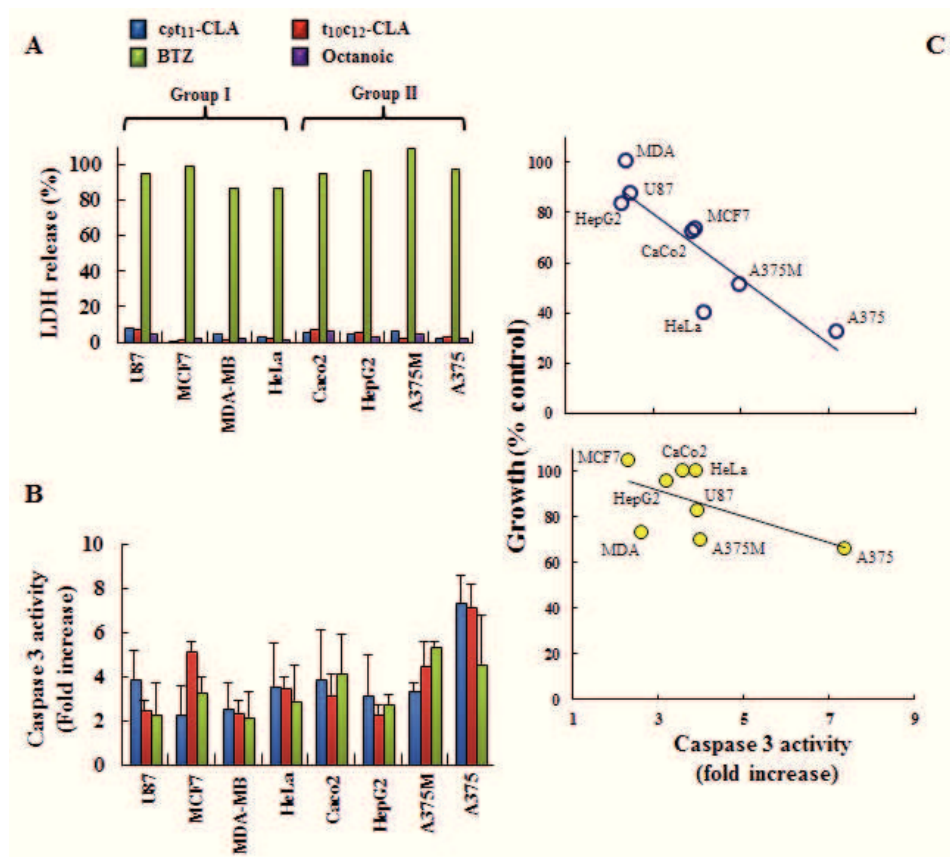 A
C
c9t11-CLA
t10c12-CLA
BTZ
Octanoic
Group I
Group II
LDH release (%)
100
80
60
40
20
0
U87
MCF7
MDA-MB
HeLa
Caco2
HepG2
A375M
A375
B
Caspase 3 activity
(Fold increase)
10
8
6
4
2
0
U87
MCF7
MDA-MB
HeLa
Caco2
HepG2
A375M
A375
Growth (% control)
100
80
60
40
20
0
MDA
U87
HepG2
MCF7
CaCo2
A375M
HeLa
A375
100
80
60
40
20
0
MCF7
CaCo2
HeLa
HepG2
U87
MDA
A375M
A375
1
3
5
7
9
Caspase 3 activity
(fold increase)